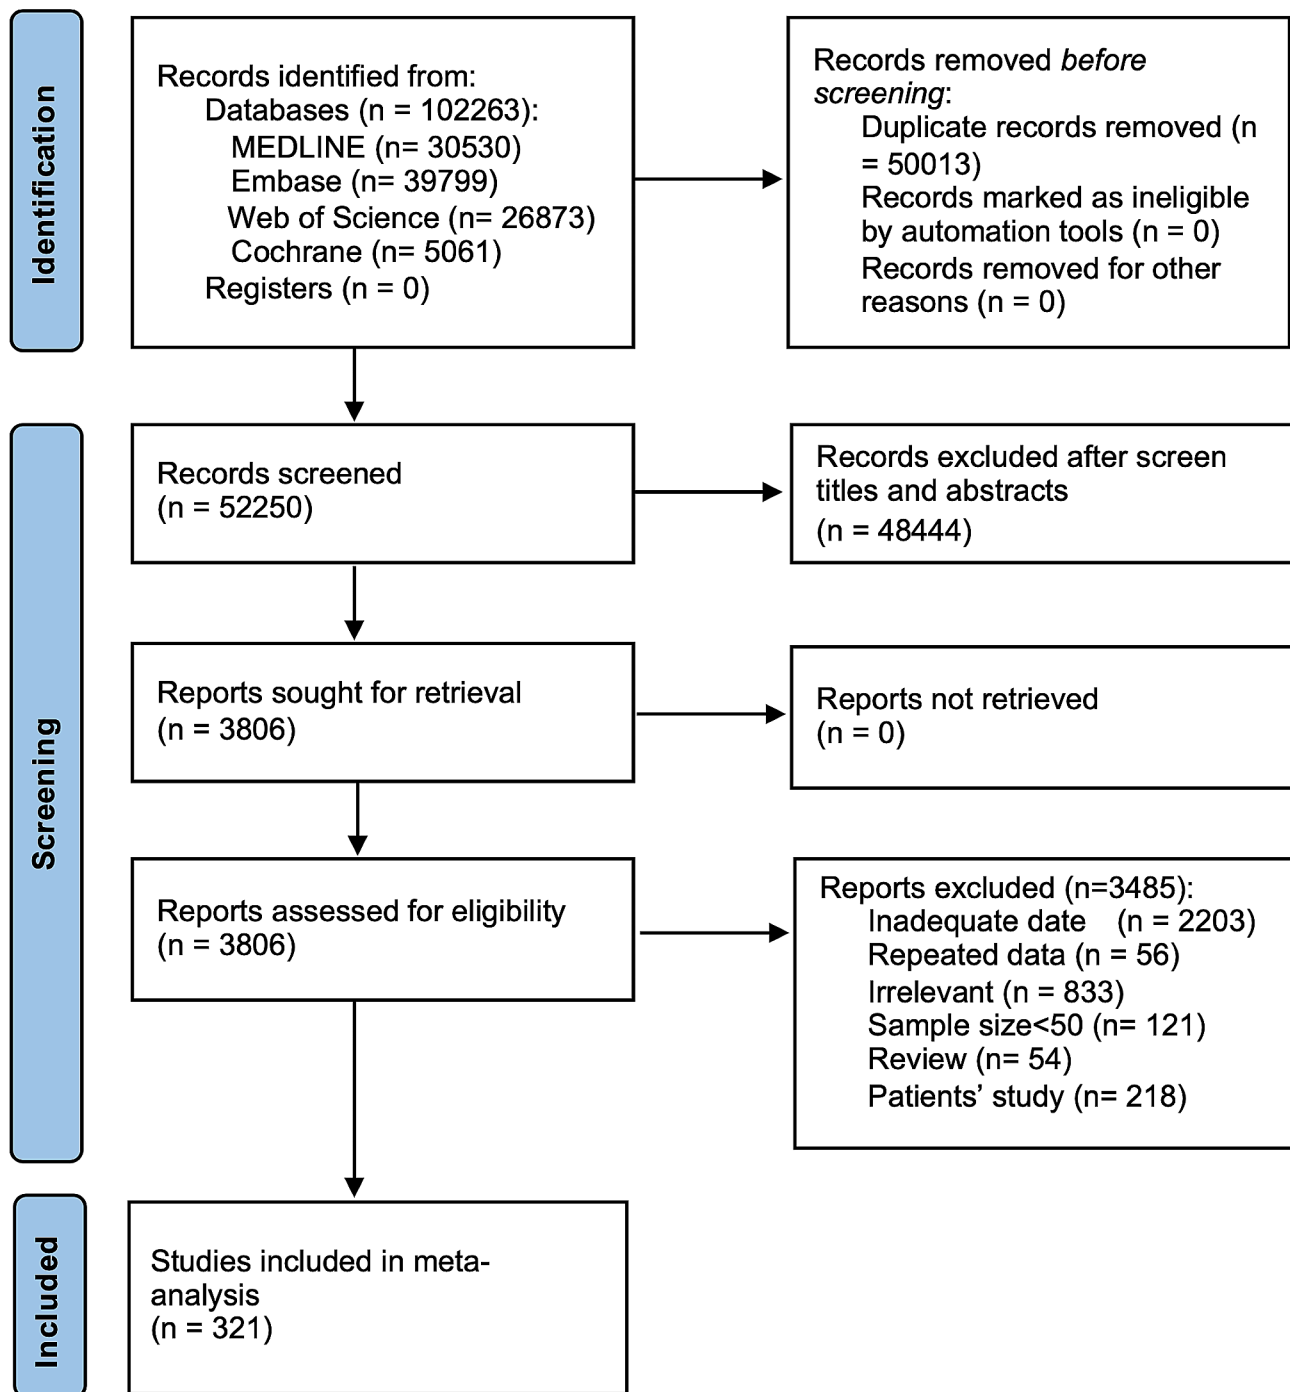 Identification
Records identified from:
Databases (n = 102263):
MEDLINE (n= 30530)
Embase (n= 39799)
Web of Science (n= 26873)
Cochrane (n= 5061)
Registers (n = 0)
Records removed before
screening:
Duplicate records removed (n
= 50013)
Records marked as ineligible
by automation tools (n = 0)
Records removed for other
reasons (n = 0)
Screening
Records screened
(n = 52250)
Records excluded after screen
titles and abstracts
(n = 48444)
Reports sought for retrieval
(n = 3806)
Reports not retrieved
(n = 0)
Reports assessed for eligibility
(n = 3806)
Reports excluded (n=3485):
Inadequate date (n = 2203)
Repeated data (n = 56)
Irrelevant (n = 833)
Sample size<50 (n= 121)
Review (n= 54)
Patients’ study (n= 218)
Included
Studies included in meta-
analysis
(n = 321)